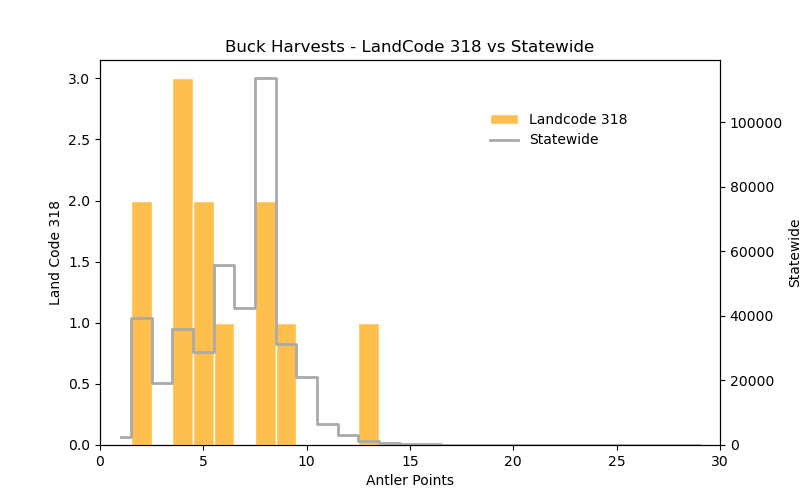 Buck Harvests - LandCode 318 vs Statewide
Land Code 318
3.0
2.5
2.0
1.5
1.0
0.5
0.0
Landcode 318
Statewide
100000
80000
60000
40000
20000
0
Statewide
0 5 10 15 20 25 30
Antler Points